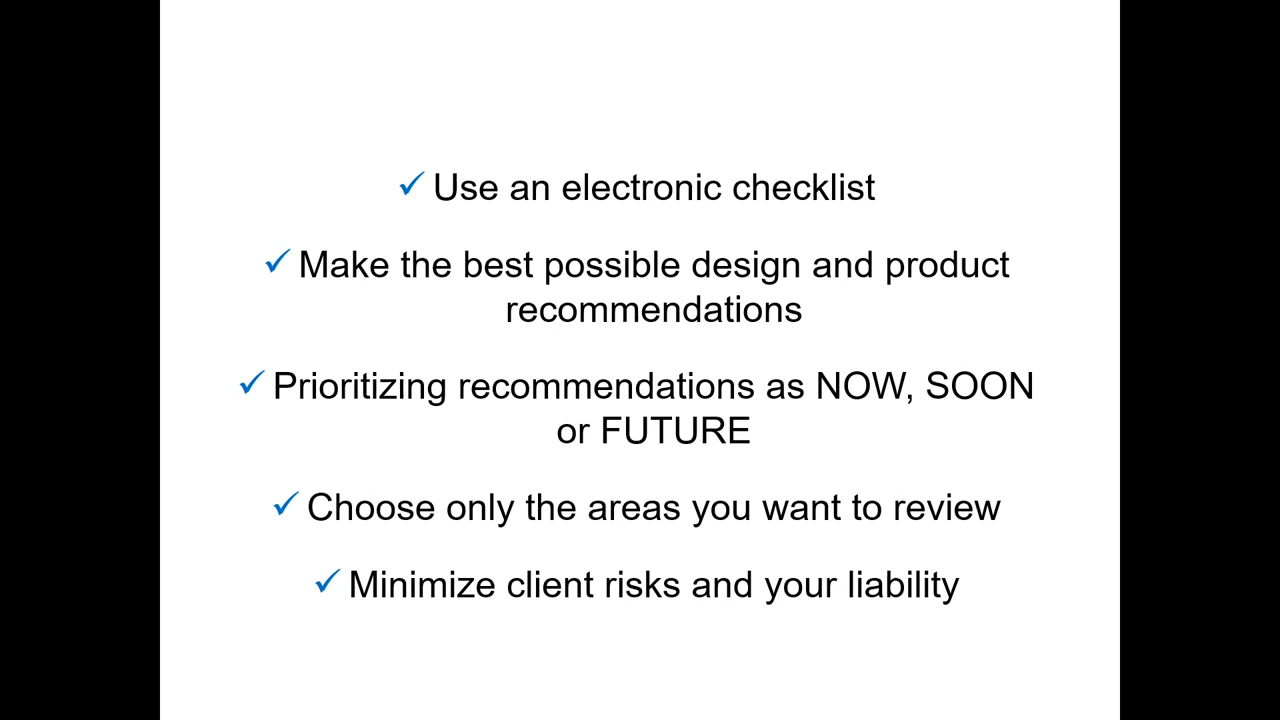 ✓ Use an electronic checklist
✓ Make the best possible design and product
recommendations
✓ Prioritizing recommendations as NOW, SOON
or FUTURE
✓ Choose only the areas you want to review
✓ Minimize client risks and your liability